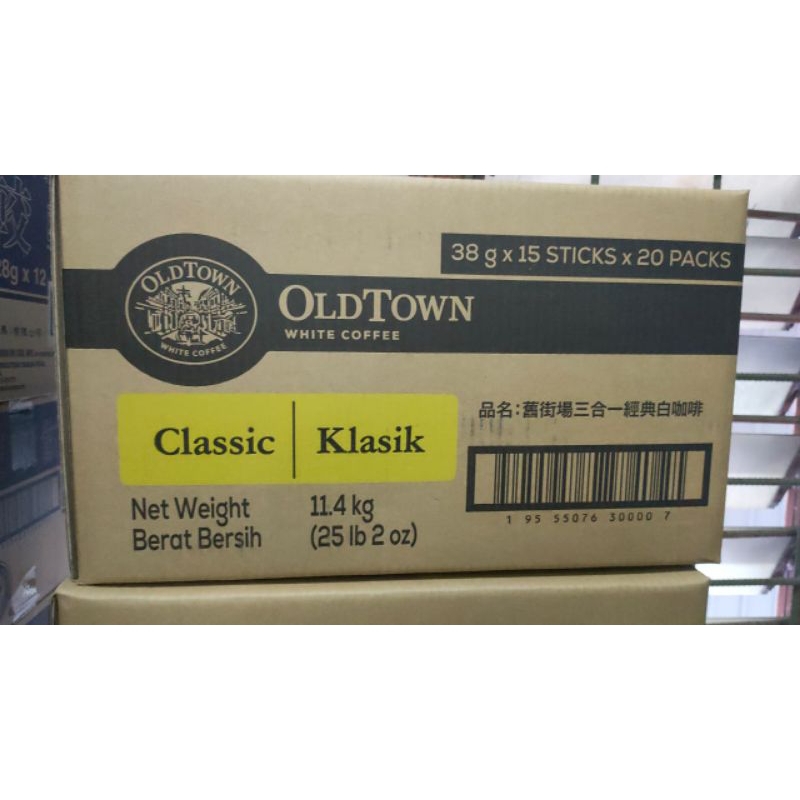 38 g x 15 STICKS x 20 PACKS
OLDTOWN
WHITE COFFEE
OLDTOWN
WHITE COFFEE
Classic | Klasik
品名:舊街場三合一經典白咖啡
Net Weight 11.4 kg
Berat Bersih (25 lb 2 oz)
1 95 55076 30000 7
28g x 12